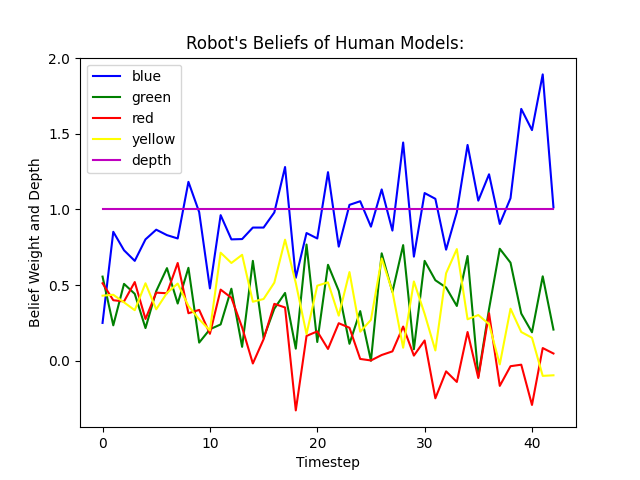 Robot's Beliefs of Human Models:
2.0
1.5
1.0
0.5
0.0
Belief Weight and Depth
blue
green
red
yellow
depth
0 10 20 30 40
Timestep